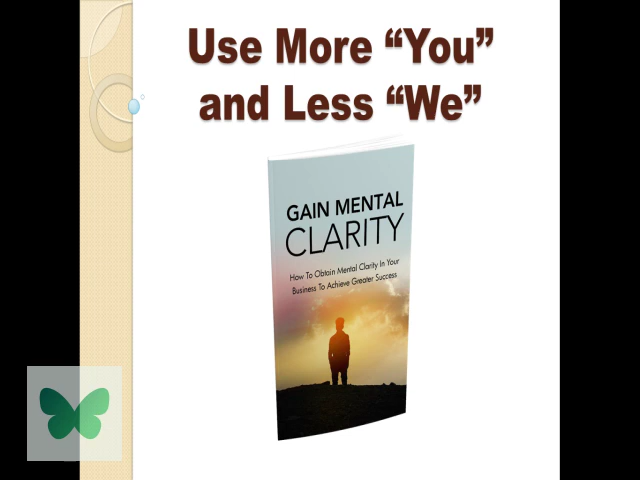 Use More “You”
and Less “We”
GAIN MENTAL
CLARITY
How To Obtain Mental Clarity In Your
Business To Achieve Greater Success